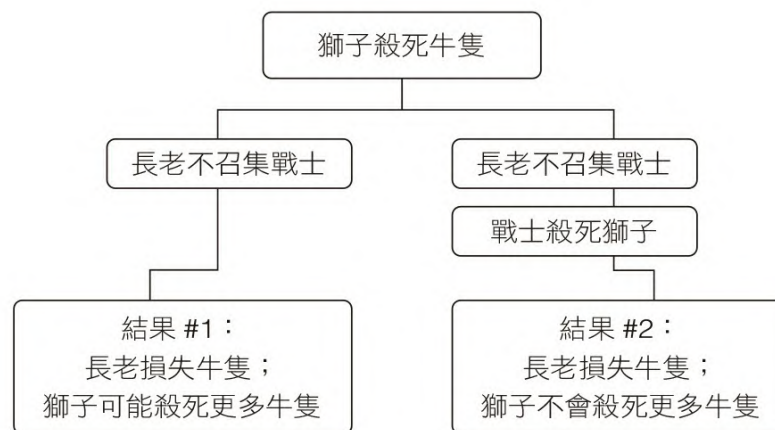 獅子殺死牛隻
長老不召集戰士
長老不召集戰士
戰士殺死獅子
結果 #1：
長老損失牛隻；
獅子可能殺死更多牛隻
結果 #2：
長老損失牛隻；
獅子不會殺死更多牛隻